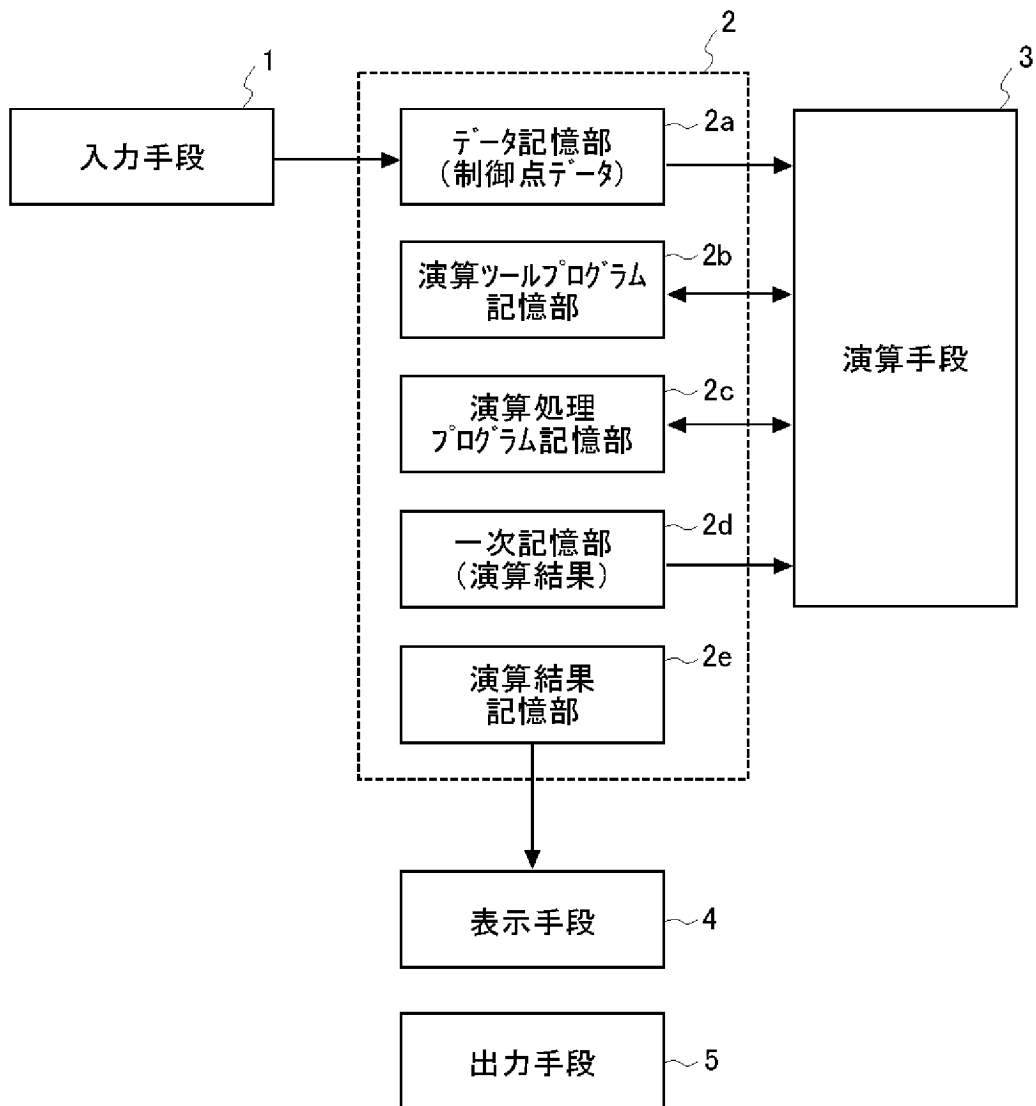 1
入力手段
2
2a
ﾃﾞｰﾀ記憶部
（制御点ﾃﾞｰﾀ）
2b
演算ﾂｰﾙﾌﾟﾛｸﾞﾗﾑ
記憶部
2c
演算処理
ﾌﾟﾛｸﾞﾗﾑ記憶部
2d
一次記憶部
（演算結果）
2e
演算結果
記憶部
3
演算手段
表示手段
4
出力手段
5